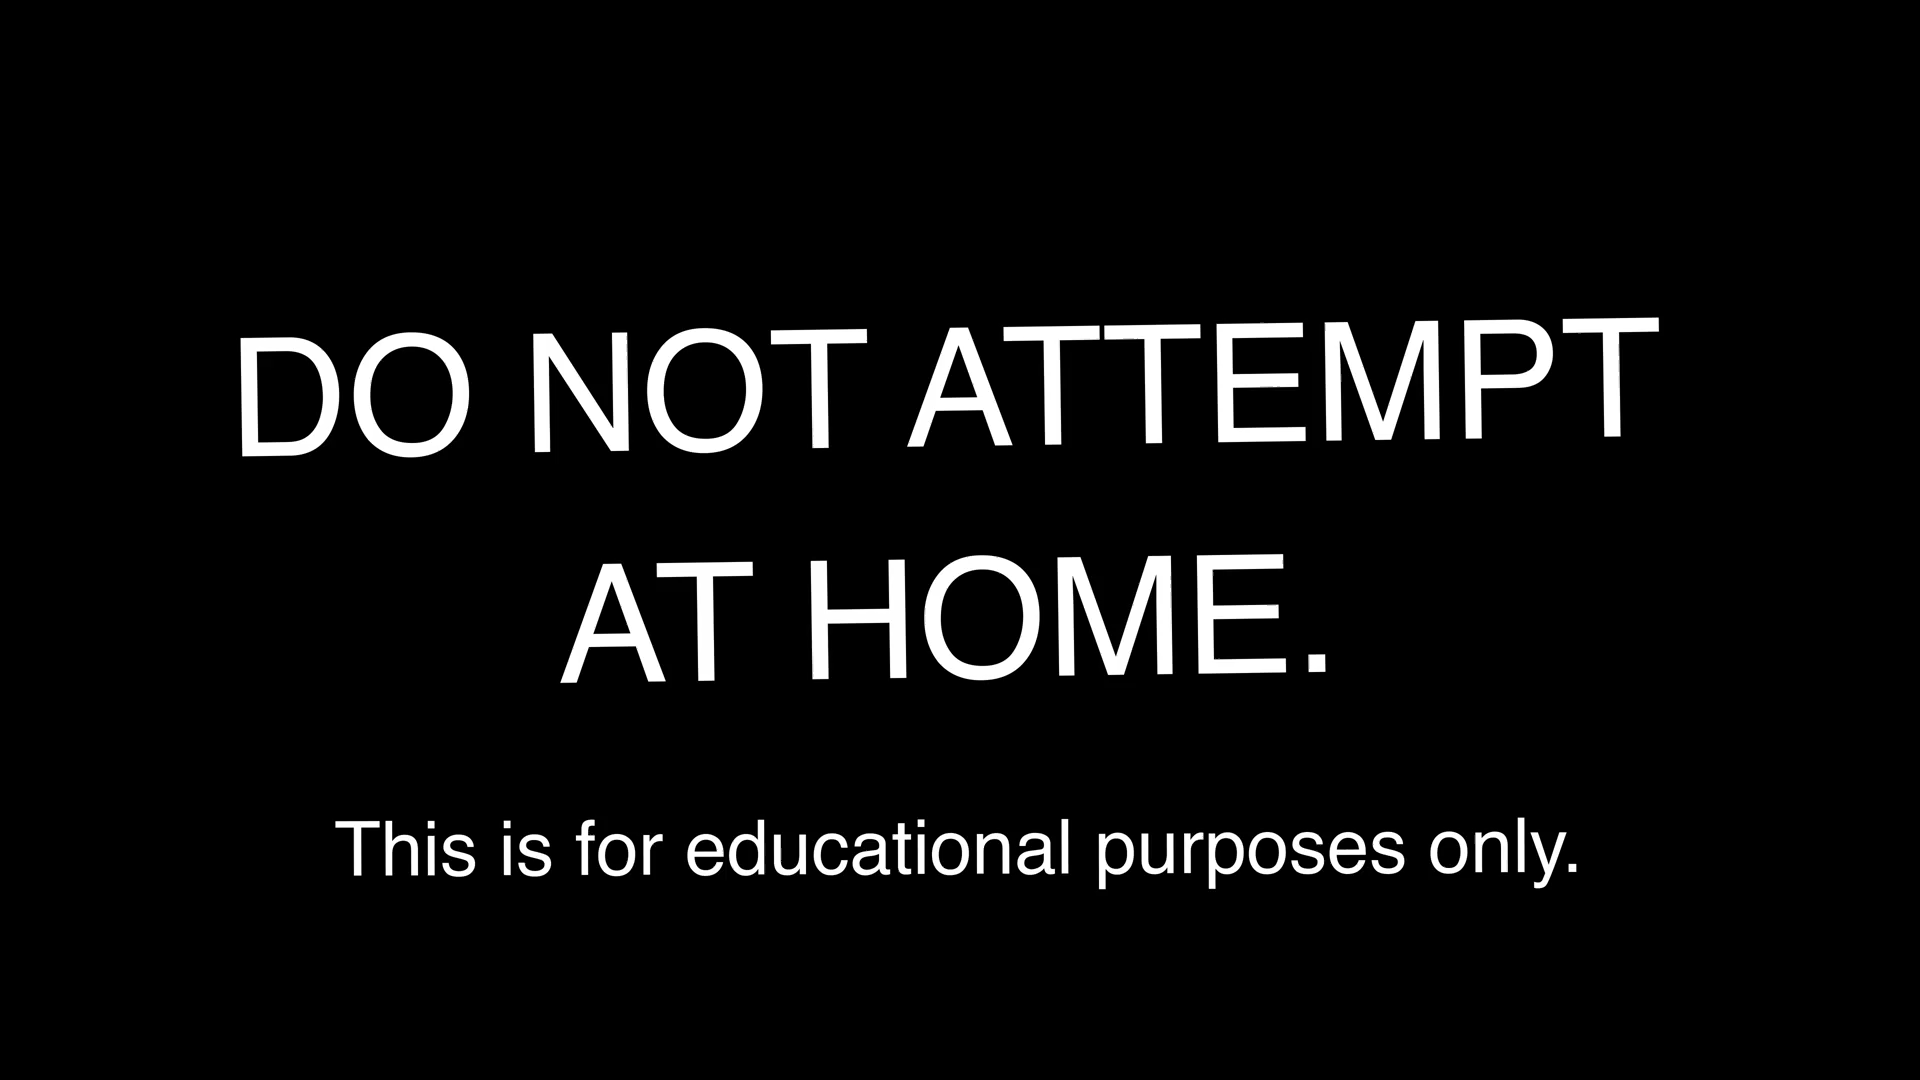 DO NOT ATTEMPT
AT HOME.
This is for educational purposes only.